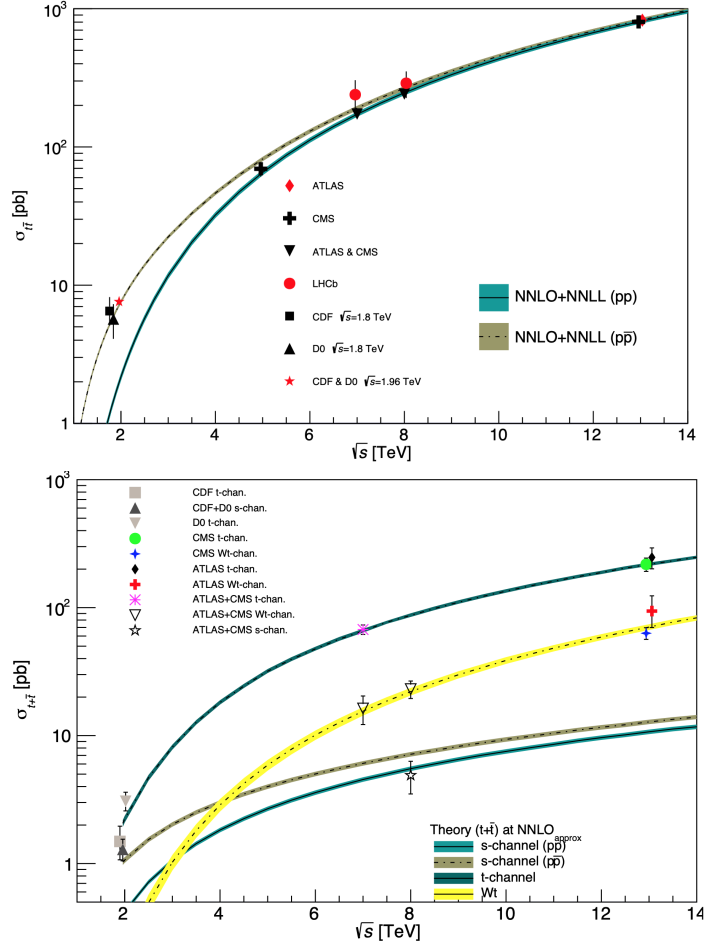 10³
10²
10
1
σtt̄ [pb]
ATLAS
CMS
ATLAS & CMS
LHCb
CDF √s=1.8 TeV
D0 √s=1.8 TeV
CDF & D0 √s=1.96 TeV
NNLO+NNLL (pp)
NNLO+NNLL (pp̅)
2 4 6 8 10 12 14
√s [TeV]
10³
10²
10
1
σt+t̄ [pb]
CDF t-chan.
CDF+D0 s-chan.
D0 t-chan.
CMS t-chan.
CMS Wt-chan.
ATLAS t-chan.
ATLAS Wt-chan.
ATLAS+CMS t-chan.
ATLAS+CMS Wt-chan.
ATLAS+CMS s-chan.
Theory (t+t̄) at NNLOapprox
s-channel (pp)
s-channel (pp̅)
t-channel
Wt
2 4 6 8 10 12 14
√s [TeV]